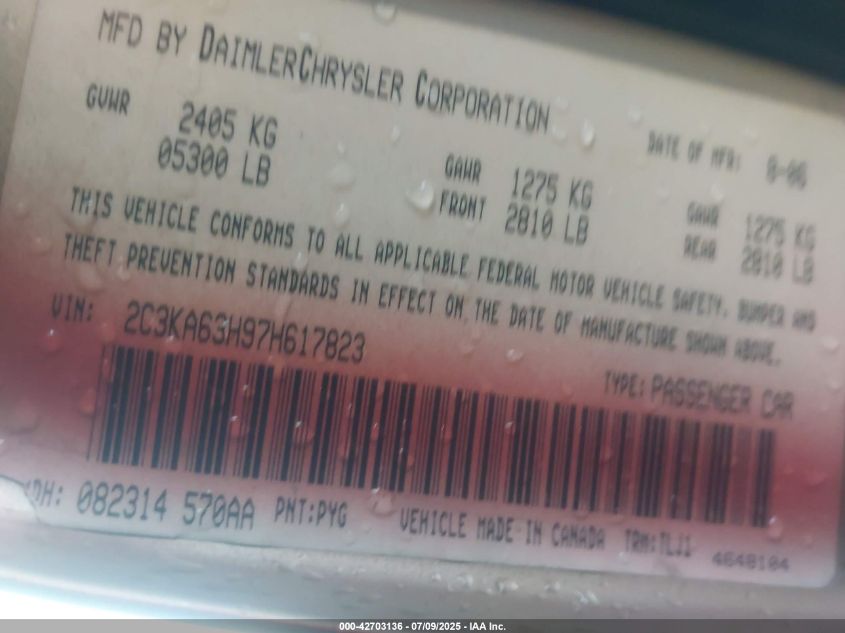 MFD BY DAIMLERCHRYSLER CORPORATION
DATE OF MFR: 8-06
GVWR 2405 KG
05300 LB
GAWR FRONT 1275 KG
2810 LB
GAWR REAR 1275 KG
2810 LB
THIS VEHICLE CONFORMS TO ALL APPLICABLE FEDERAL MOTOR VEHICLE SAFETY, BUMPER AND
THEFT PREVENTION STANDARDS IN EFFECT ON THE DATE OF MANUFACTURE SHOWN ABOVE.
VIN: 2C3KA63H97H617823
TYPE: PASSENGER CAR
MDH: 082314 570AA PNT:PYG VEHICLE MADE IN CANADA TRM:TLJ1 4648104
000-42703136 - 07/09/2025 - IAA Inc.